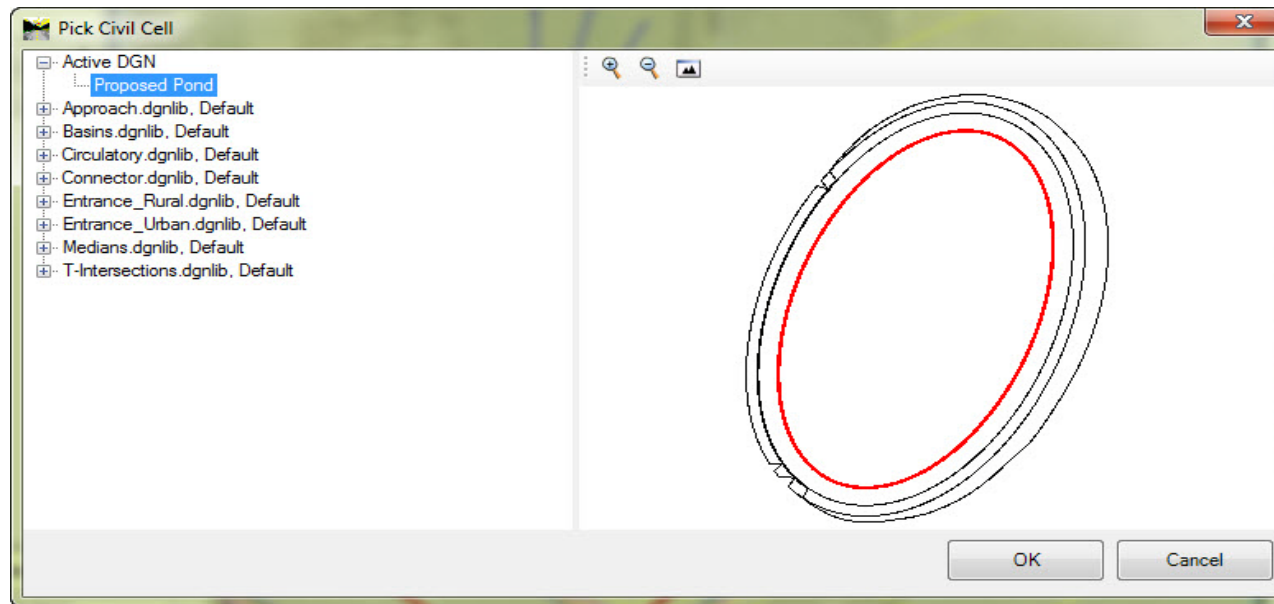 Pick Civil Cell
Active DGN
Proposed Pond
Approach.dgnlib, Default
Basins.dgnlib, Default
Circulatory.dgnlib, Default
Connector.dgnlib, Default
Entrance_Rural.dgnlib, Default
Entrance_Urban.dgnlib, Default
Medians.dgnlib, Default
T-Intersections.dgnlib, Default
OK Cancel